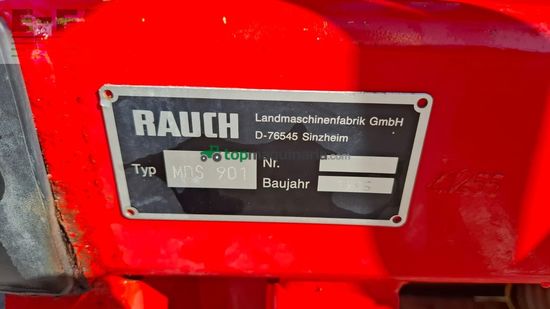 RAUCH
Landmaschinenfabrik GmbH
D-76545 Sinzheim
Typ MDS 901
Nr.
Baujahr